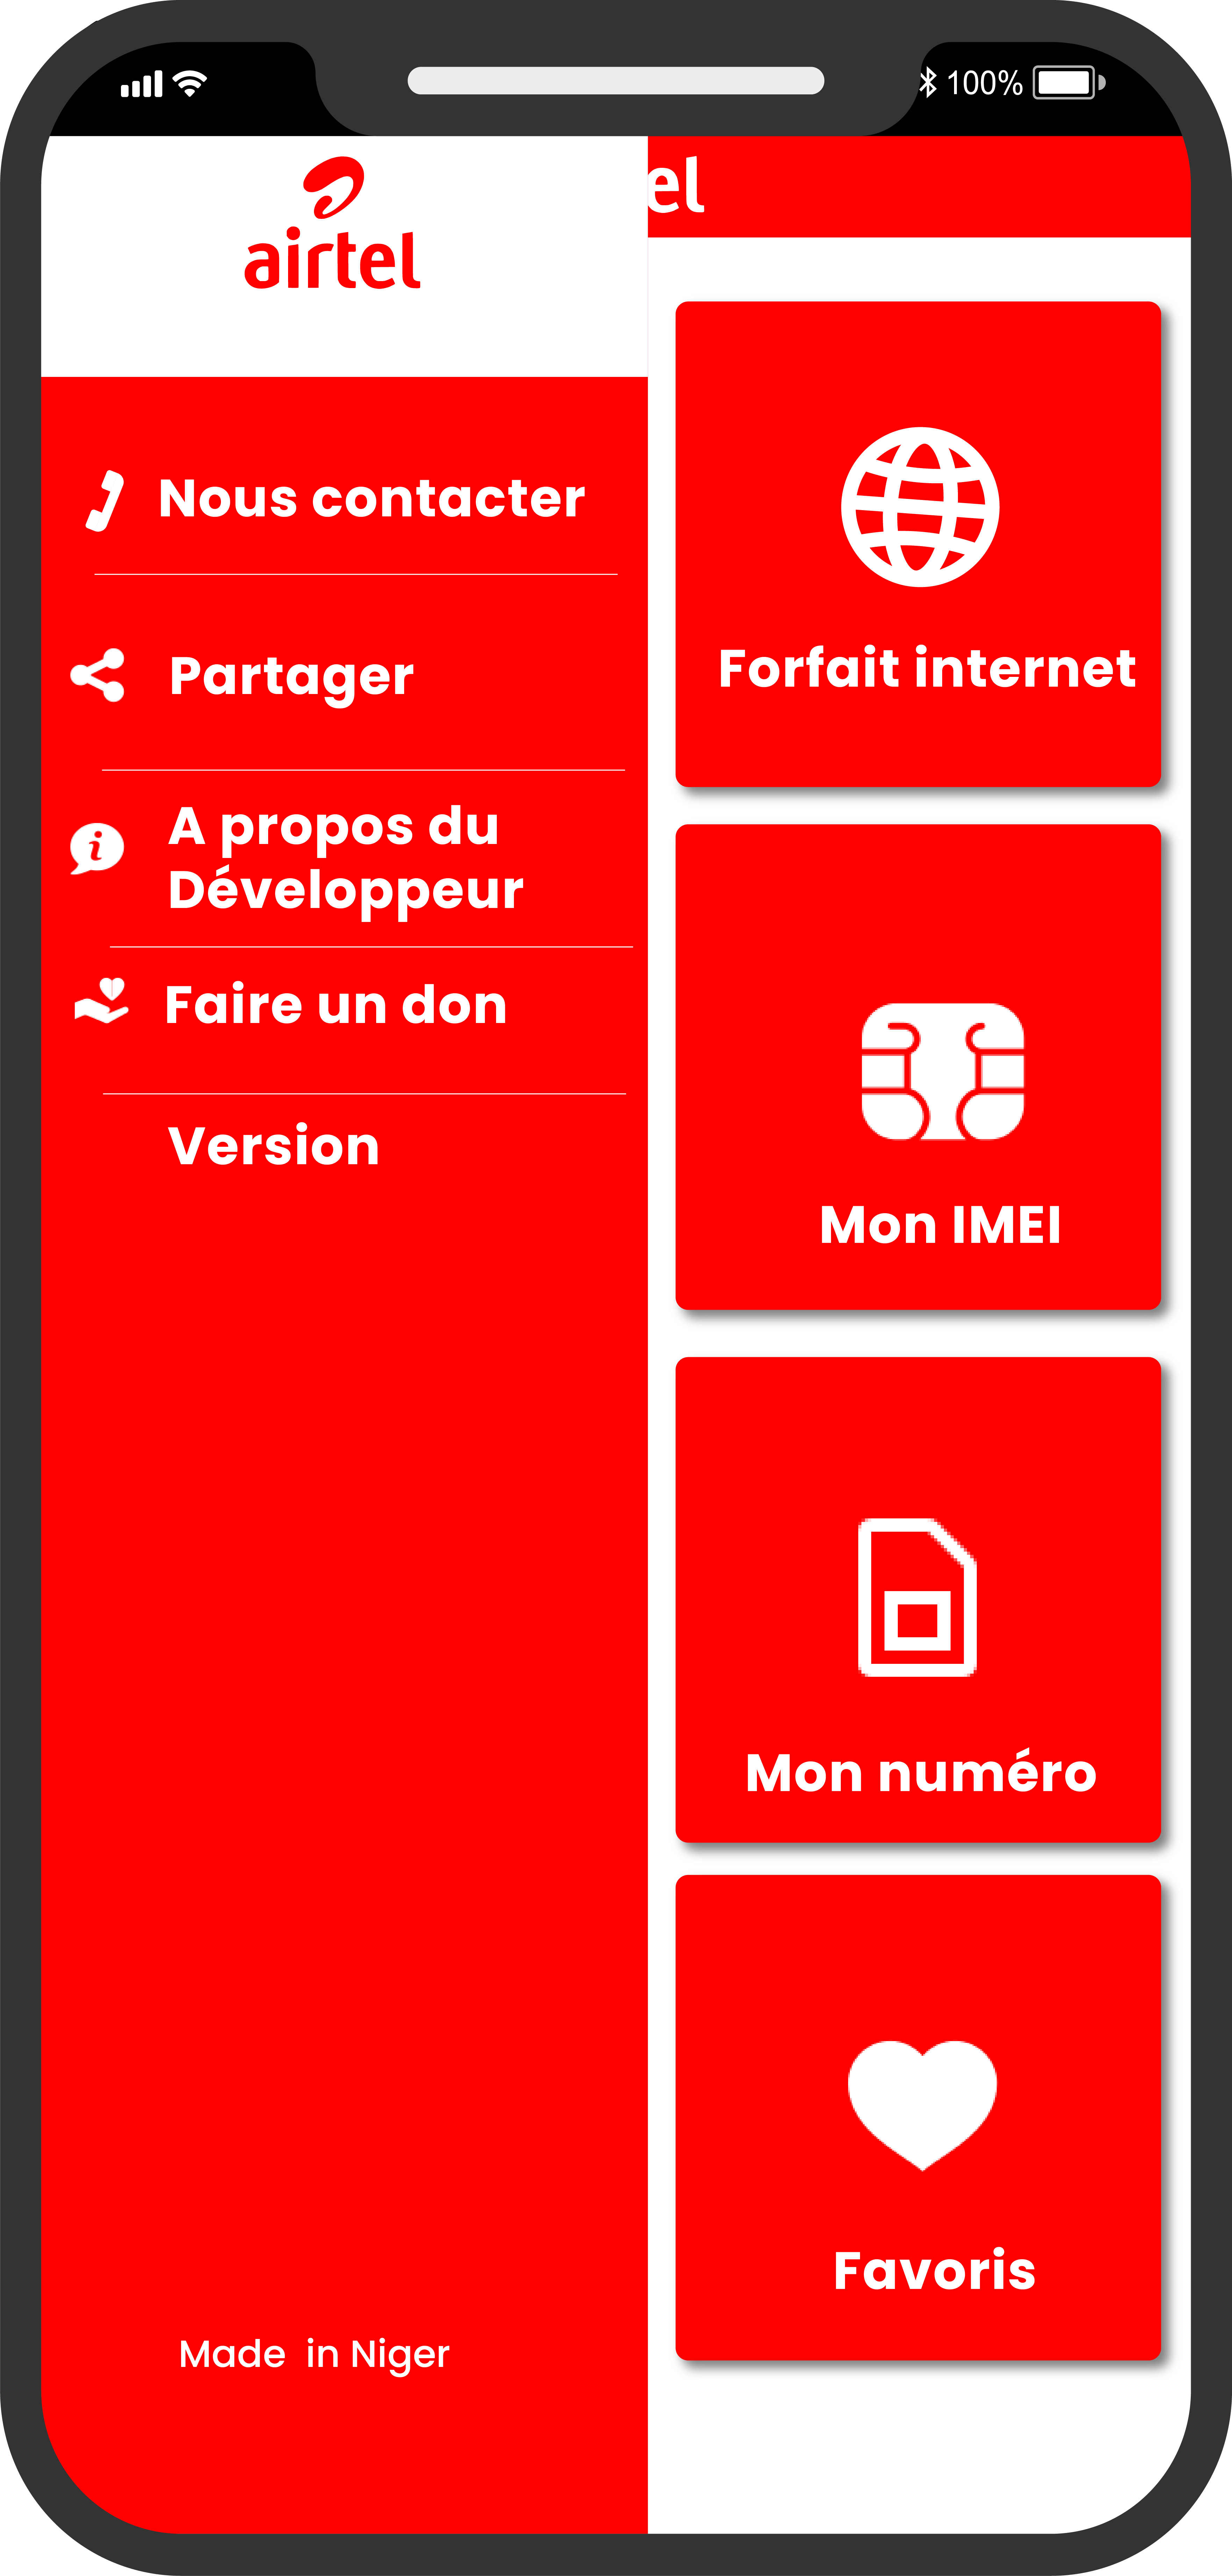 100%
airtel
el
Nous contacter
Partager
A propos du
Développeur
Faire un don
Version
Made in Niger
Forfait internet
Mon IMEI
Mon numéro
Favoris